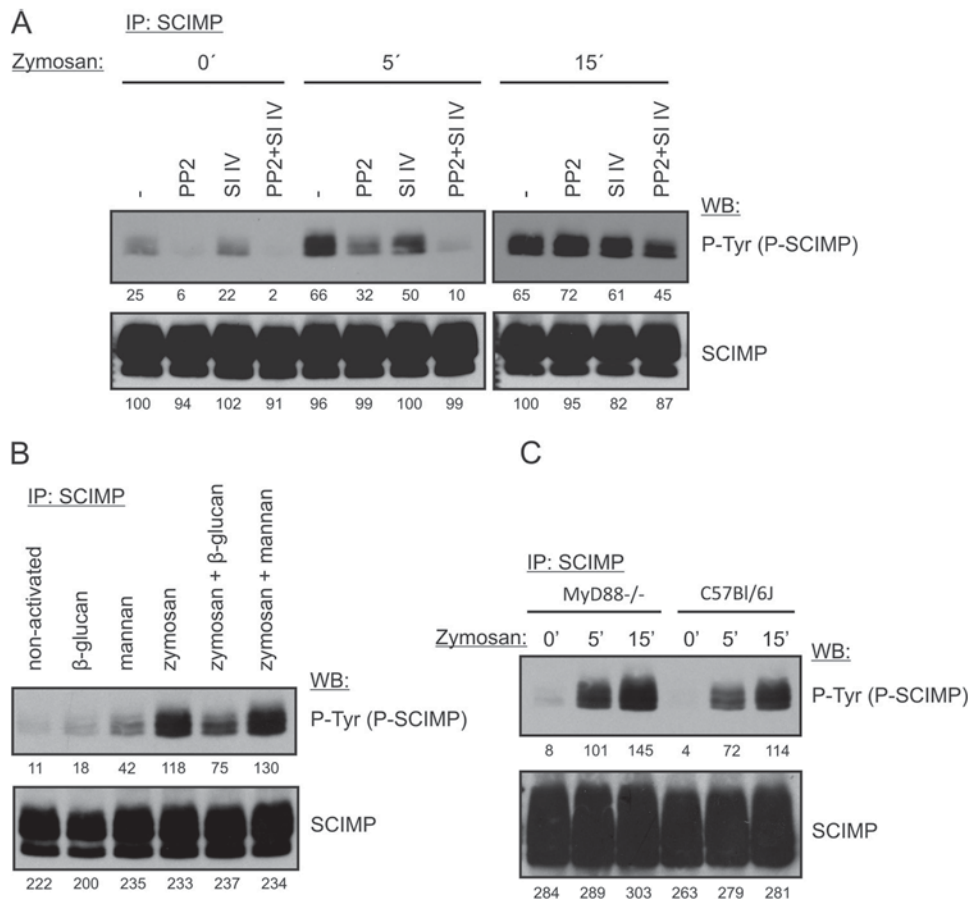 A
IP: SCIMP
Zymosan: 0´ 5´ 15´
- PP2 SI IV PP2+SI IV - PP2 SI IV PP2+SI IV - PP2 SI IV PP2+SI IV
WB:
P-Tyr (P-SCIMP)
25 6 22 2 66 32 50 10 65 72 61 45
SCIMP
100 94 102 91 96 99 100 99 100 95 82 87
B
IP: SCIMP
non-activated β-glucan mannan zymosan zymosan + β-glucan zymosan + mannan
WB:
P-Tyr (P-SCIMP)
11 18 42 118 75 130
SCIMP
222 200 235 233 237 234
C
IP: SCIMP
MyD88-/- C57Bl/6J
Zymosan: 0’ 5’ 15’ 0’ 5’ 15’
WB:
P-Tyr (P-SCIMP)
8 101 145 4 72 114
SCIMP
284 289 303 263 279 281